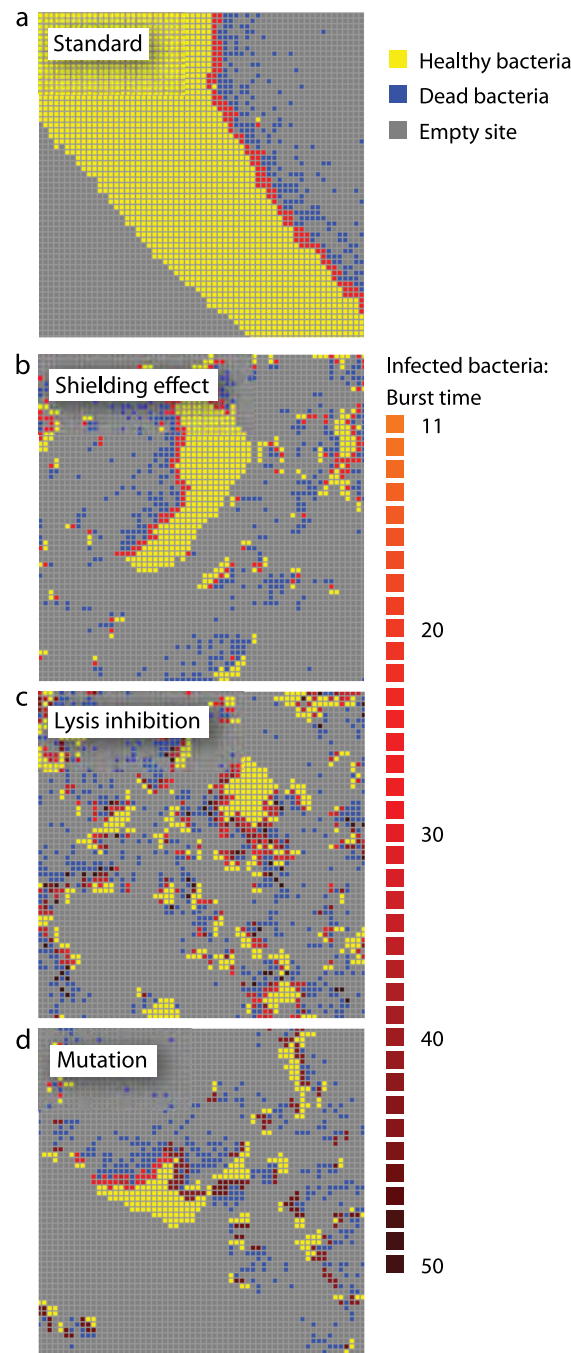 a
Standard
Healthy bacteria
Dead bacteria
Empty site
b
Shielding effect
Infected bacteria:
Burst time
11
20
30
40
50
c
Lysis inhibition
d
Mutation